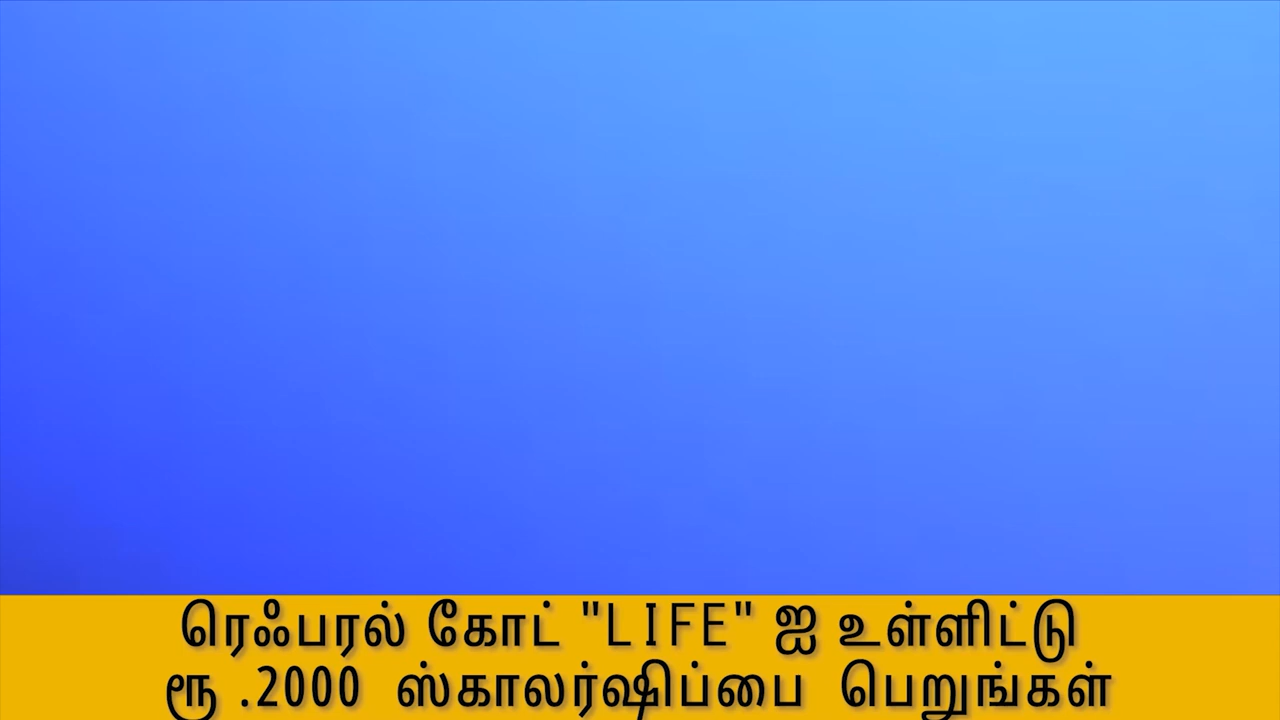 ரெஃபரல் கோட் "LIFE" ஐ உள்ளிட்டு
ரூ .2000 ஸ்காலர்ஷிப்பை பெறுங்கள்